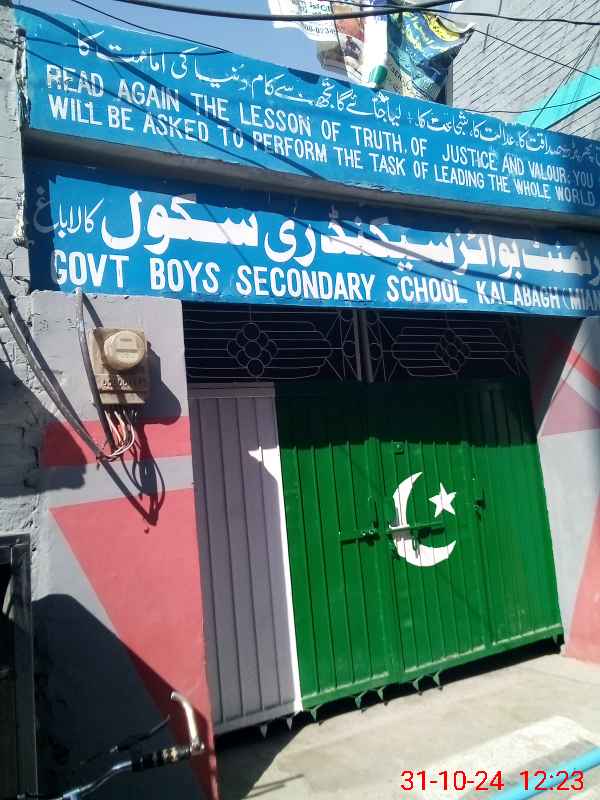 پھر پڑھ صداقت کا، عدالت کا، شجاعت کا، لیا جائے گا تجھ سے کام دنیا کی امامت کا
READ AGAIN THE LESSON OF TRUTH, OF JUSTICE AND VALOUR; YOU
WILL BE ASKED TO PERFORM THE TASK OF LEADING THE WHOLE WORLD
رنمنٹ بوائز سیکنڈری سکول کالاباغ
GOVT BOYS SECONDARY SCHOOL KALABAGH (MIAN
31-10-24 12:23